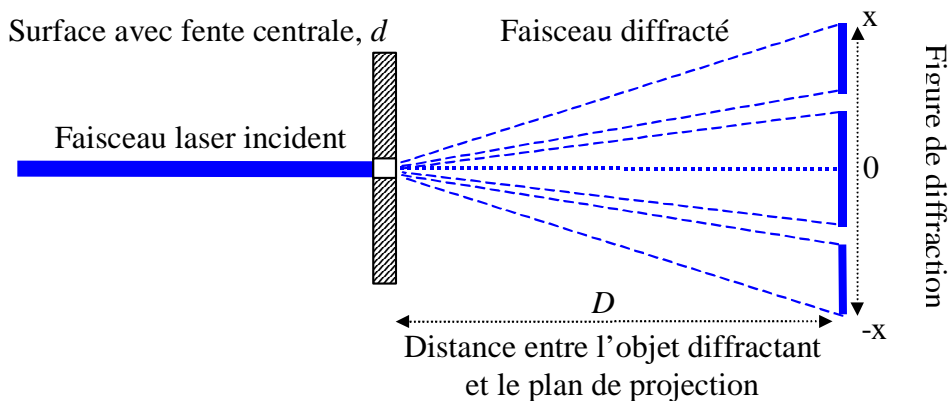 Surface avec fente centrale, d
Faisceau diffracté
x
Faisceau laser incident
0
Figure de diffraction
D
-x
Distance entre l’objet diffractant
et le plan de projection